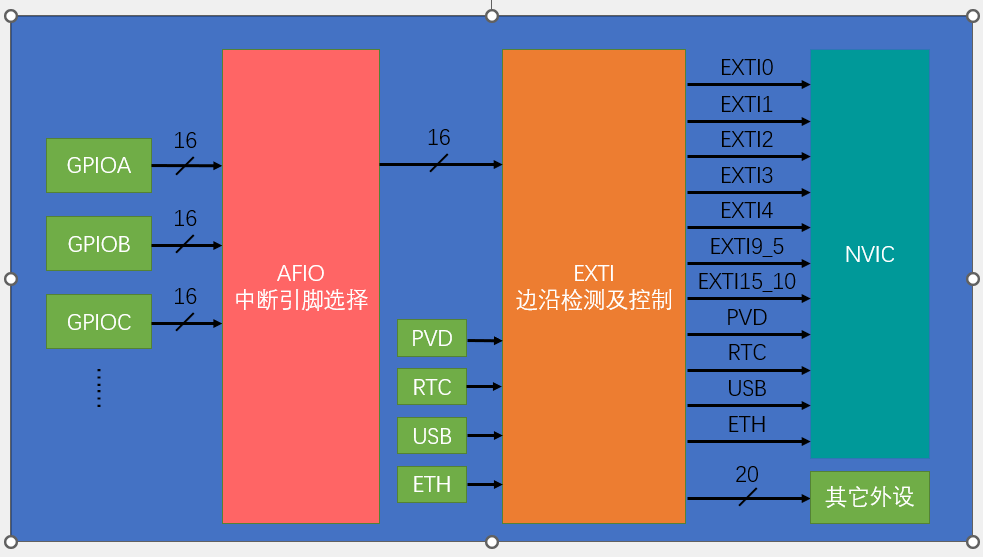 16
GPIOA
16
GPIOB
16
GPIOC
AFIO
中断引脚选择
16
PVD
RTC
USB
ETH
EXTI
边沿检测及控制
EXTI0
EXTI1
EXTI2
EXTI3
EXTI4
EXTI9_5
EXTI15_10
PVD
RTC
USB
ETH
20
NVIC
其它外设